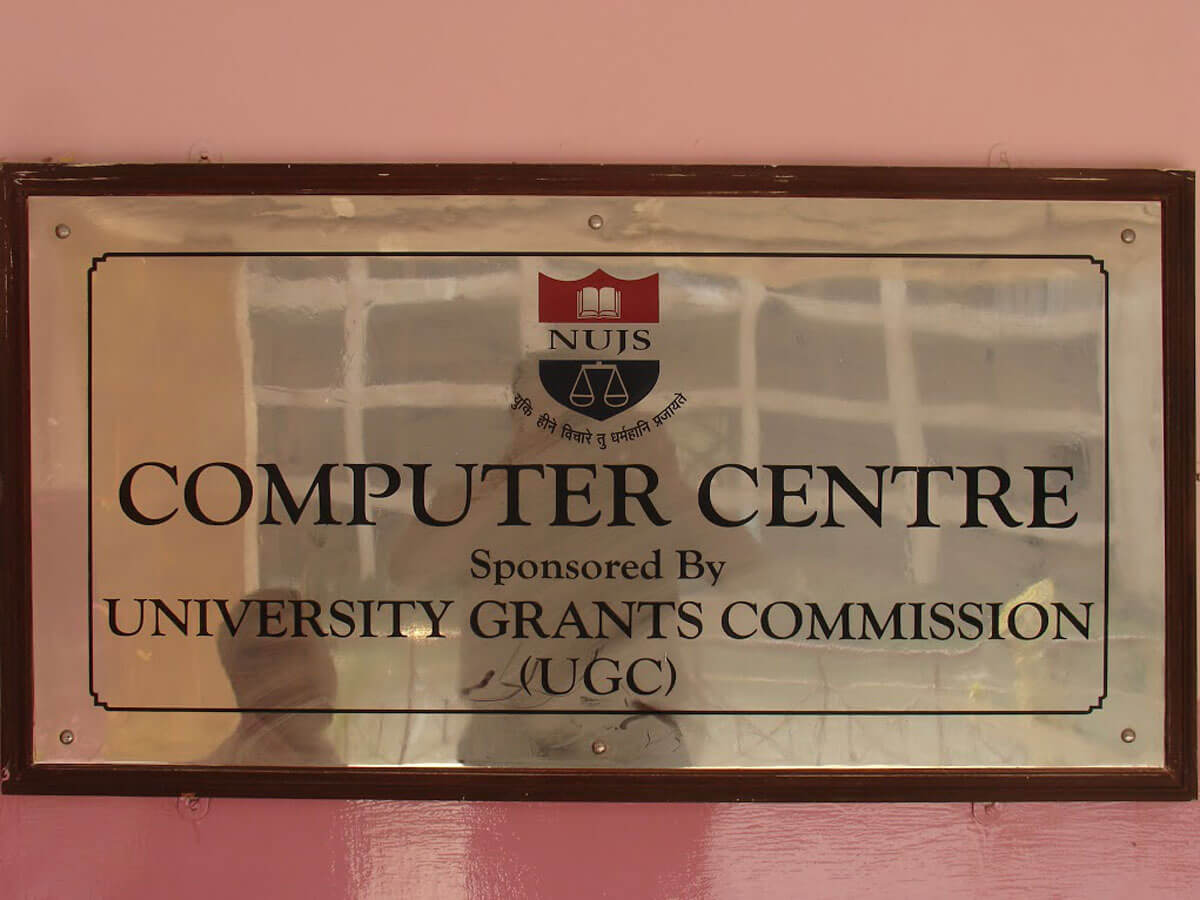 NUJS
युक्ति हीने विचारे तु धर्महानि प्रजायते
COMPUTER CENTRE
Sponsored By
UNIVERSITY GRANTS COMMISSION
(UGC)